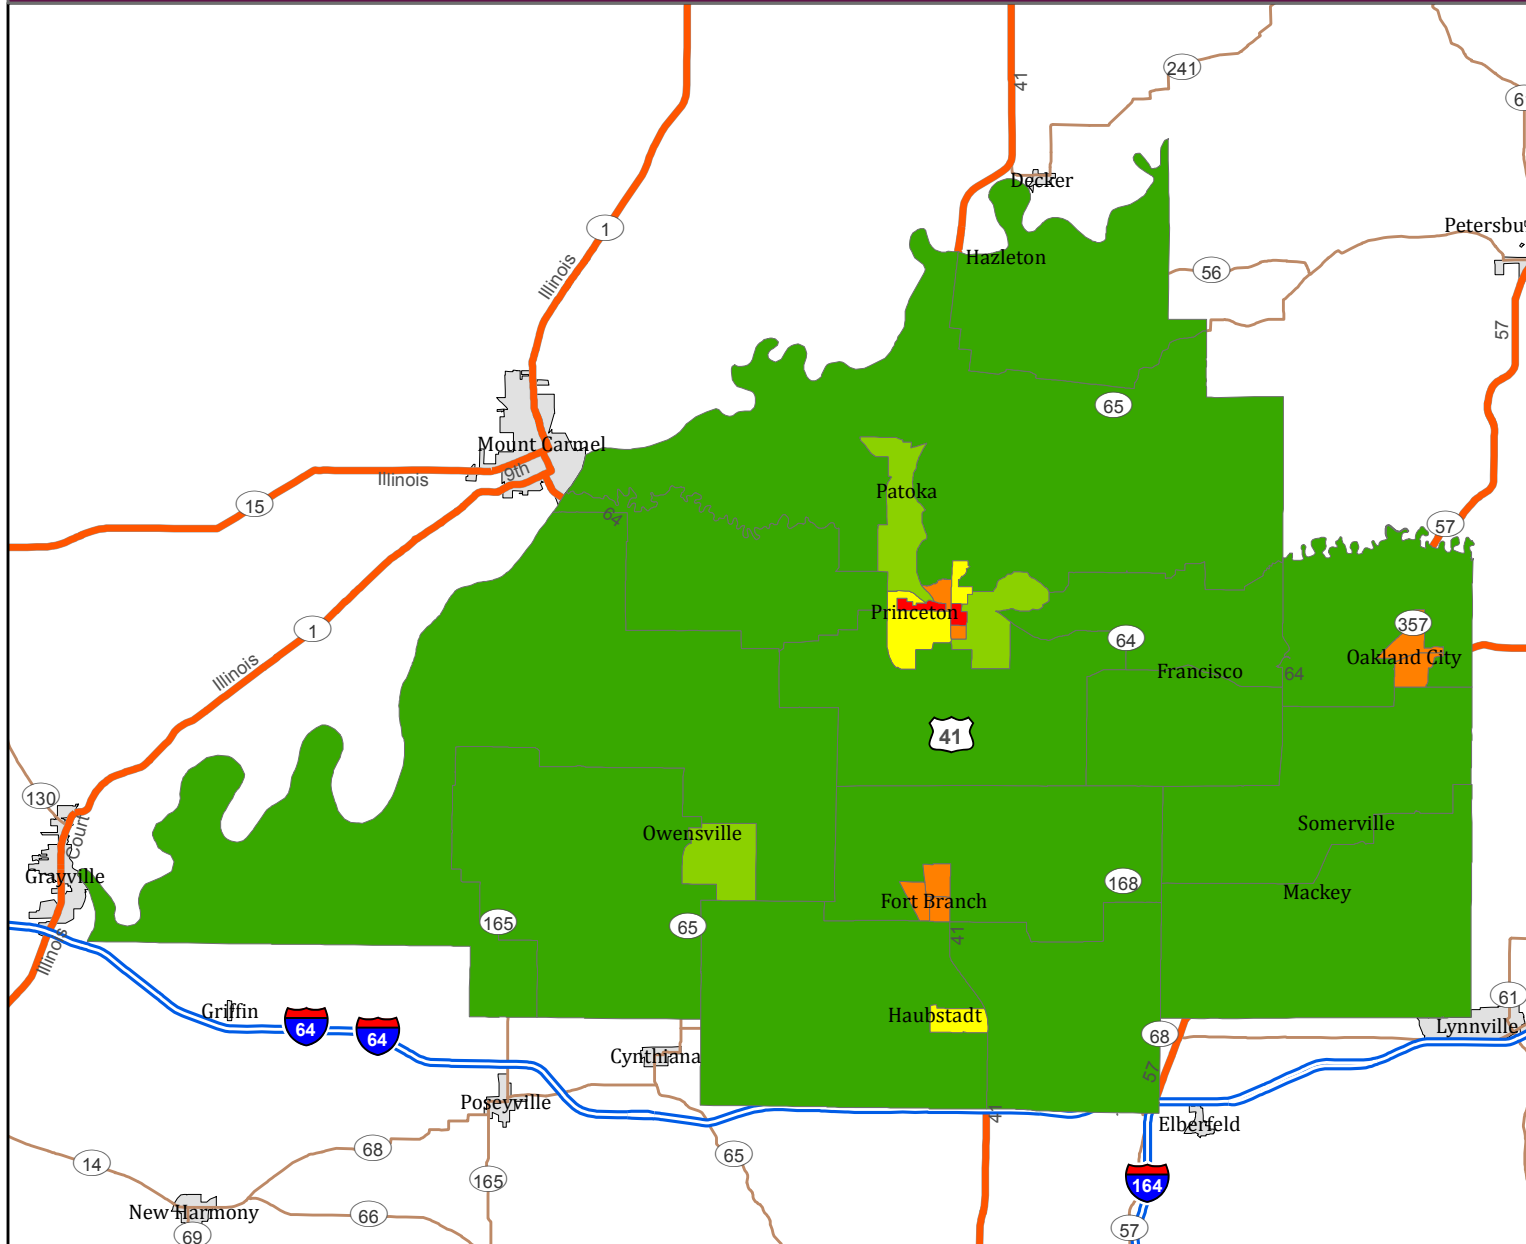 41
241
6
Decker
Petersbu
1
Illinois
Hazleton
56
57
65
Mount Carmel
9th
Illinois
15
64
Patoka
57
Princeton
1
64
357
Oakland City
Francisco
64
Illinois
41
130
Court
Owensville
Somerville
Grayville
168
Mackey
Fort Branch
165
65
41
Illinois
61
Griffin
64
64
Haubstadt
Lynnville
68
Cynthiana
57
Poseyville
41
Elberfeld
68
65
14
165
164
New Harmony
66
57
69